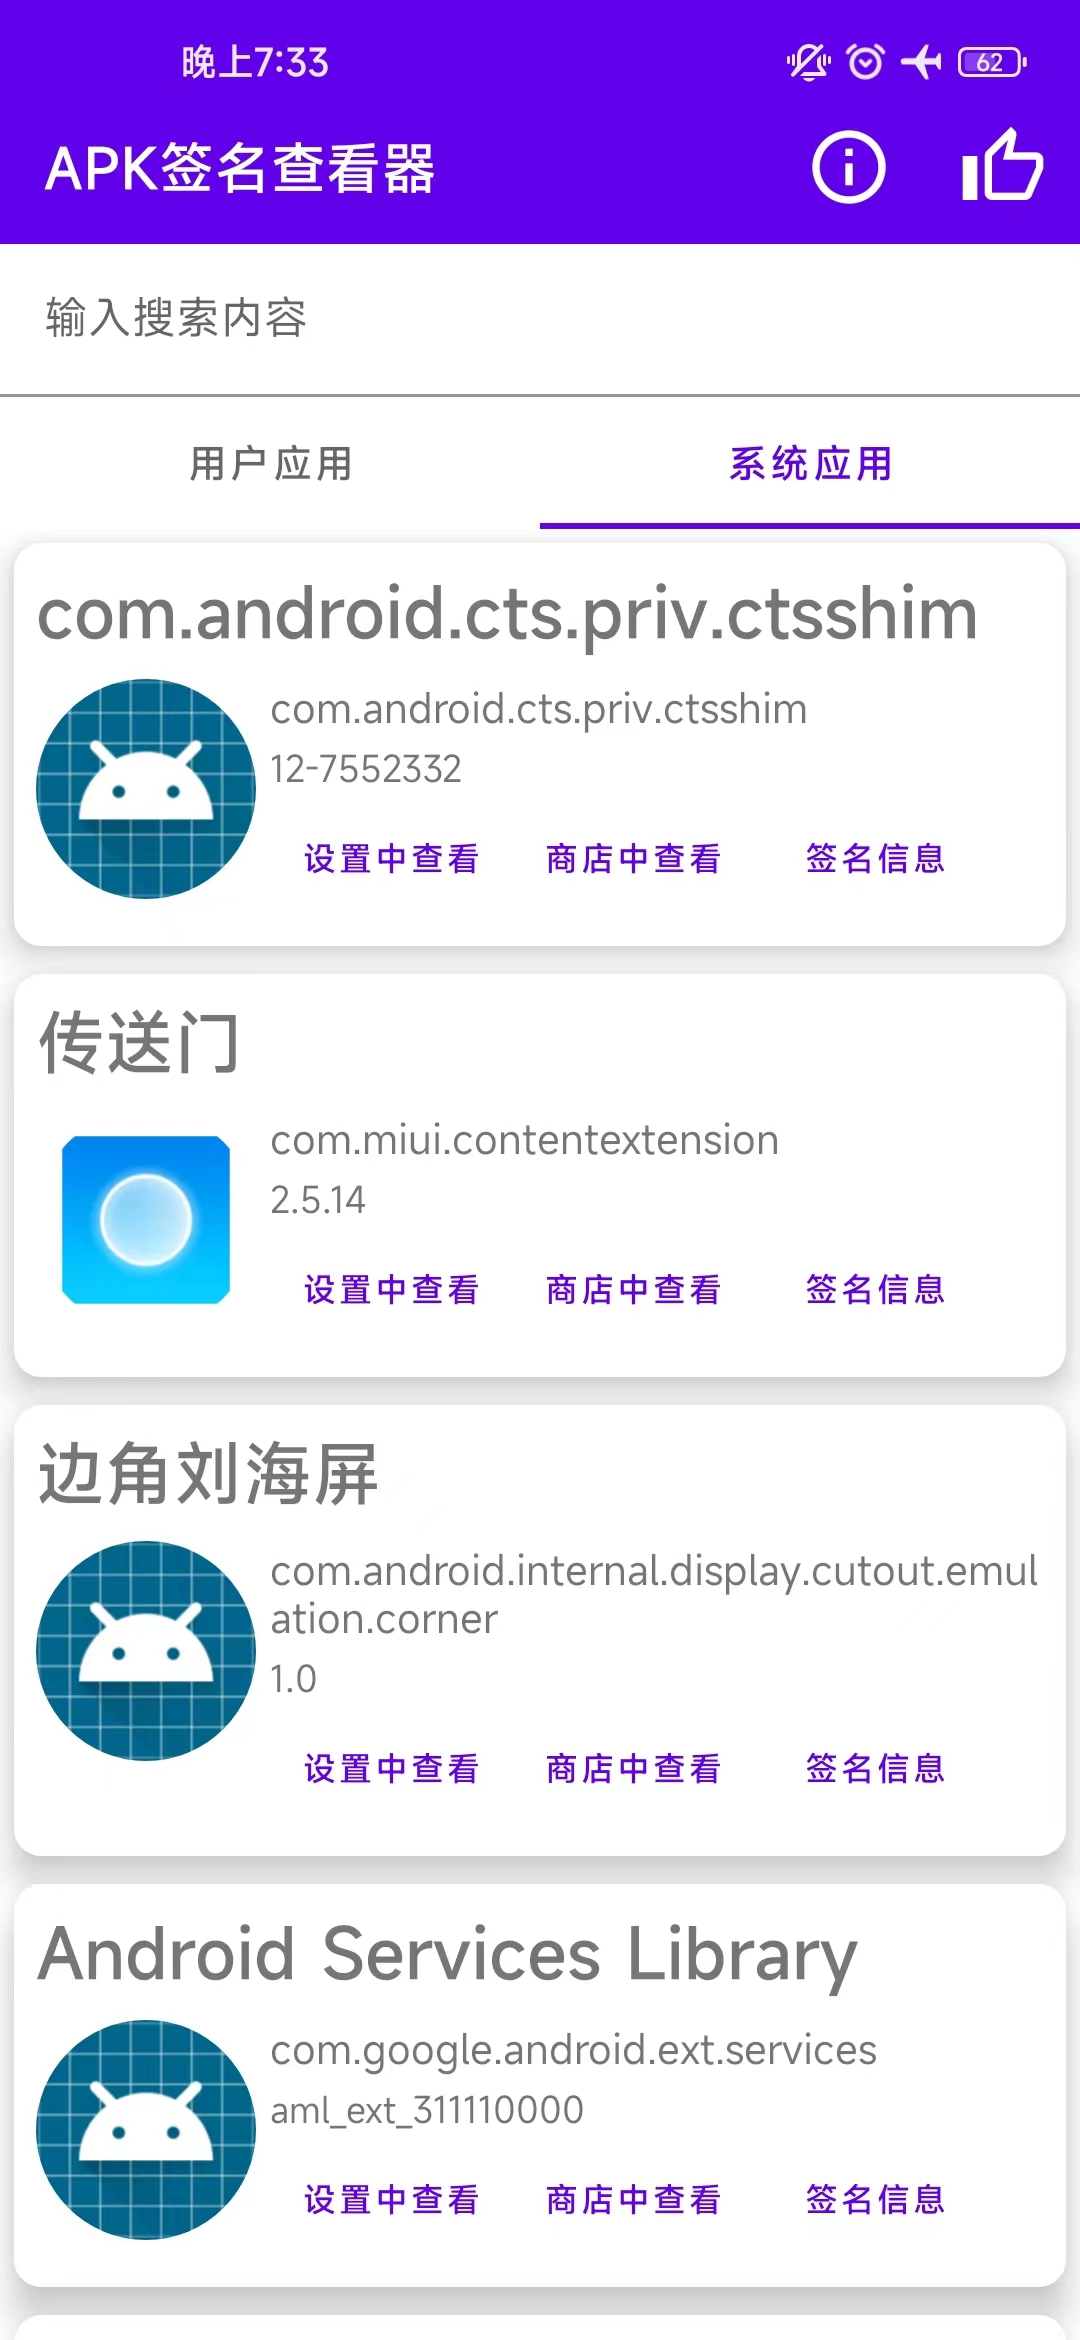 晚上7:33
62
APK签名查看器
输入搜索内容
用户应用
系统应用
com.android.cts.priv.ctsshim
com.android.cts.priv.ctsshim
12-7552332
设置中查看 商店中查看 签名信息
传送门
com.miui.contentextension
2.5.14
设置中查看 商店中查看 签名信息
边角刘海屏
com.android.internal.display.cutout.emul
ation.corner
1.0
设置中查看 商店中查看 签名信息
Android Services Library
com.google.android.ext.services
aml_ext_311110000
设置中查看 商店中查看 签名信息